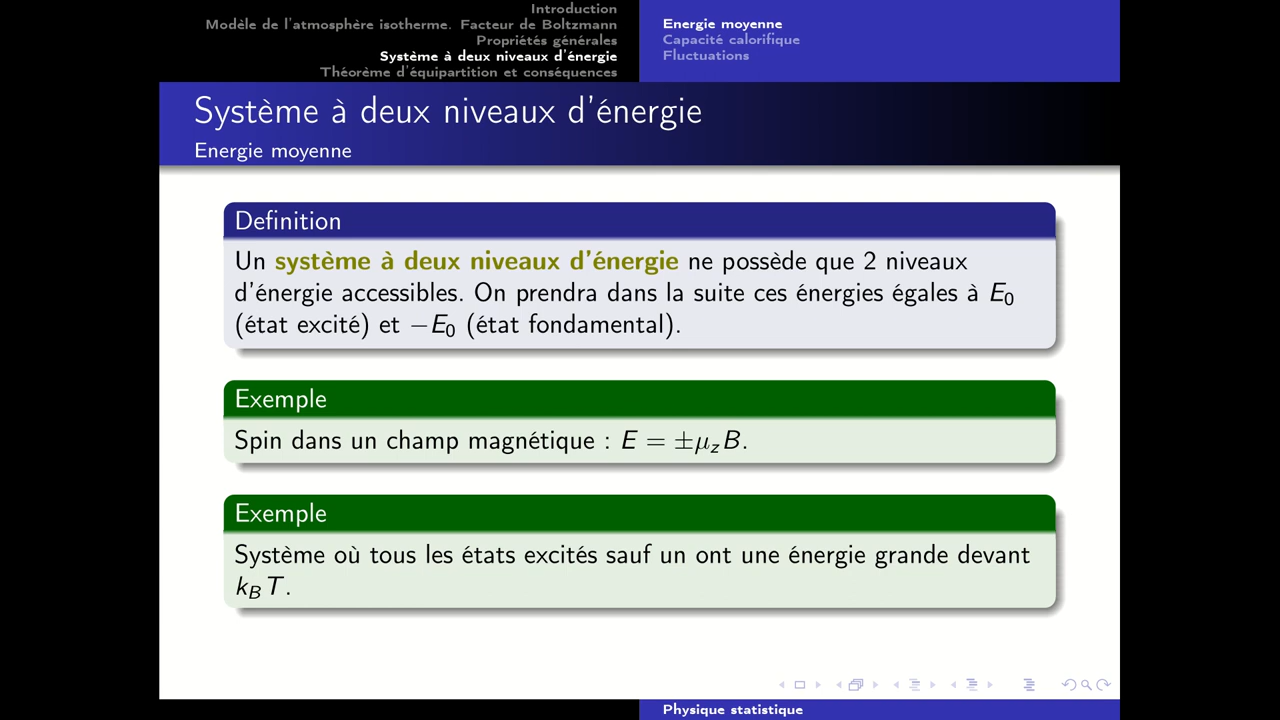 Introduction
Modèle de l'atmosphère isotherme. Facteur de Boltzmann
Propriétés générales
Système à deux niveaux d'énergie
Théorème d'équipartition et conséquences
Energie moyenne
Capacité calorifique
Fluctuations
Système à deux niveaux d'énergie
Energie moyenne
Definition
Un système à deux niveaux d'énergie ne possède que 2 niveaux
d'énergie accessibles. On prendra dans la suite ces énergies égales à E₀
(état excité) et −E₀ (état fondamental).
Exemple
Spin dans un champ magnétique : E = ±μ_z B.
Exemple
Système où tous les états excités sauf un ont une énergie grande devant
k_B T.
Physique statistique